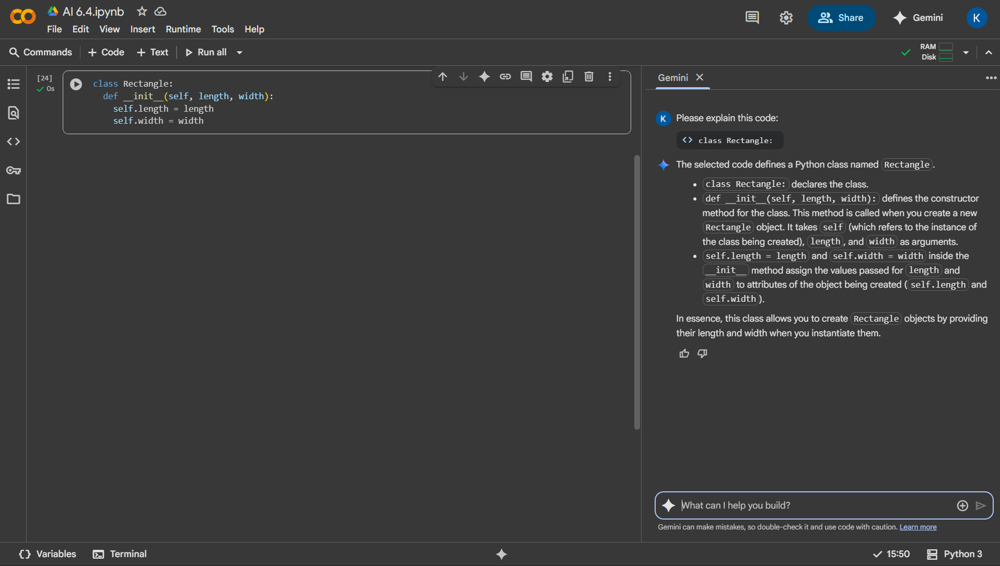 AI 6.4.ipynb
File Edit View Insert Runtime Tools Help
Share
Gemini
K
Commands + Code + Text Run all
RAM
Disk
[24]
0s
class Rectangle:
def __init__(self, length, width):
self.length = length
self.width = width
Gemini
K Please explain this code:
<> class Rectangle:
The selected code defines a Python class named Rectangle.
• class Rectangle: declares the class.
• def __init__(self, length, width): defines the constructor
method for the class. This method is called when you create a new
Rectangle object. It takes self (which refers to the instance of
the class being created), length, and width as arguments.
• self.length = length and self.width = width inside the
__init__ method assign the values passed for length and
width to attributes of the object being created (self.length and
self.width).
In essence, this class allows you to create Rectangle objects by providing
their length and width when you instantiate them.
What can I help you build?
Gemini can make mistakes, so double-check it and use code with caution. Learn more
{} Variables Terminal
15:50 Python 3